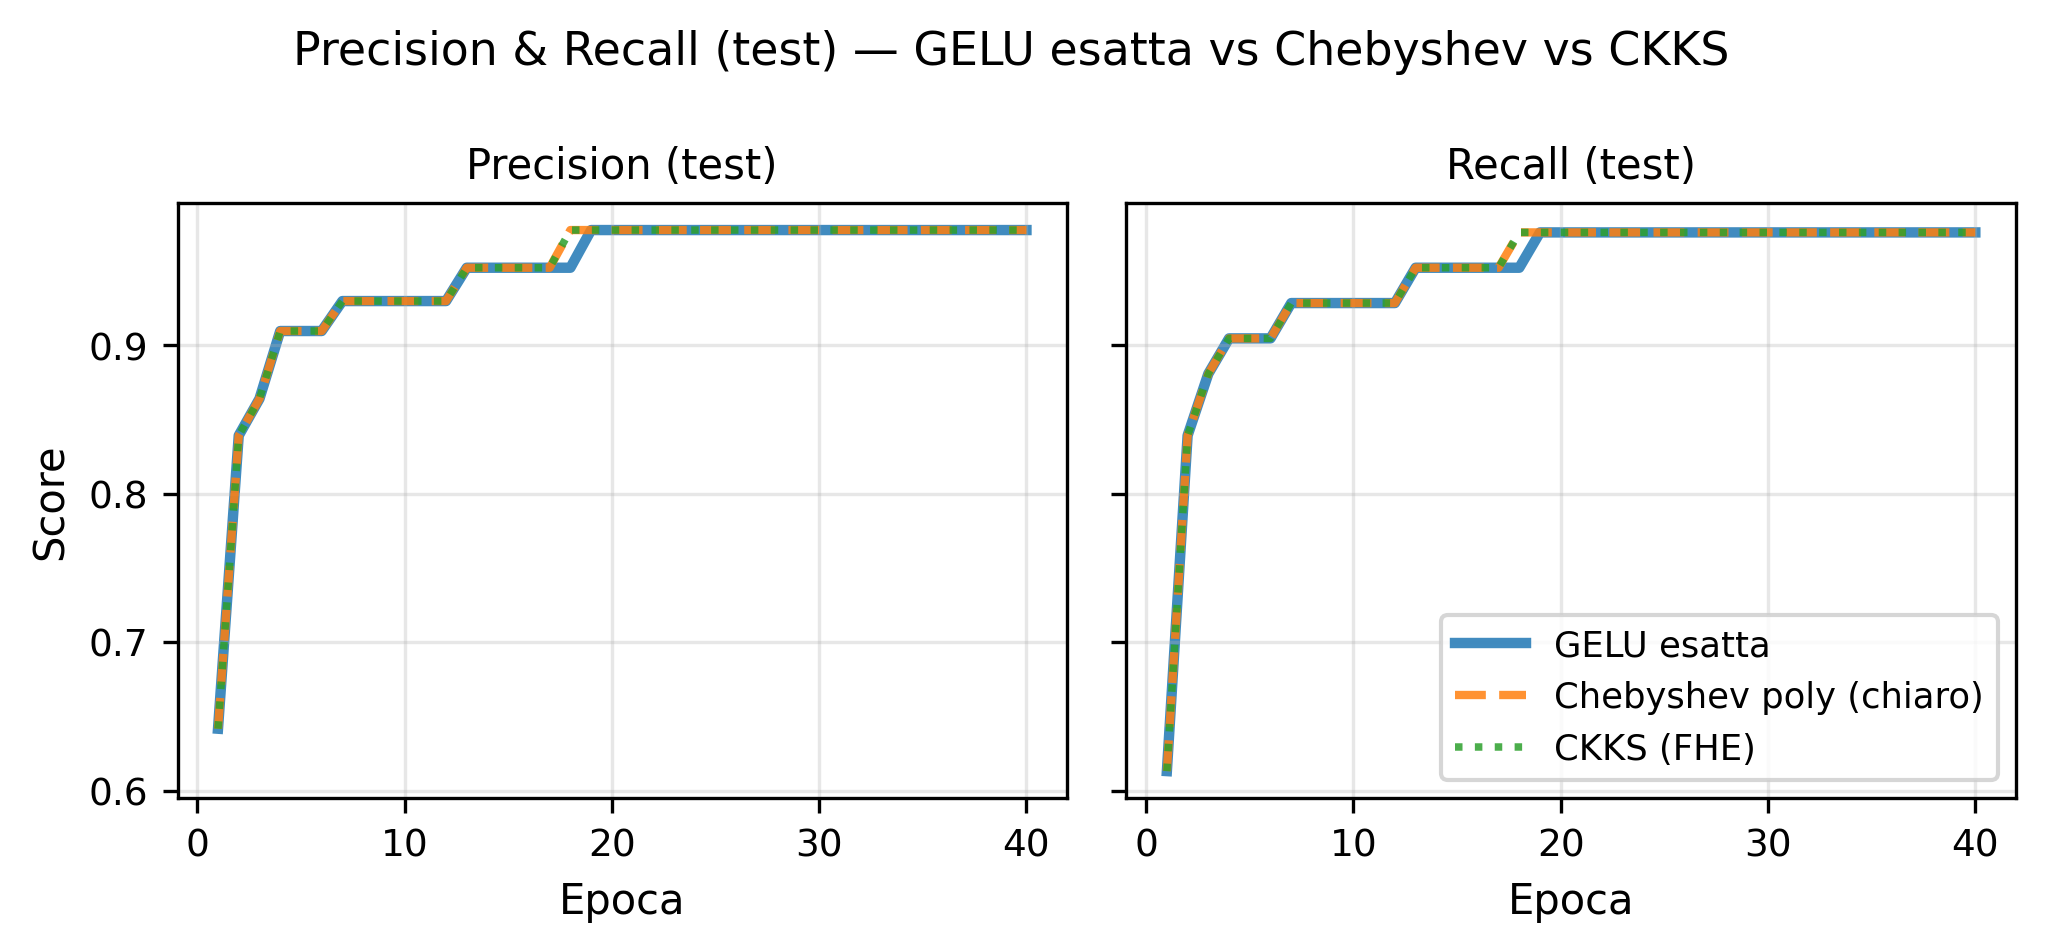 Precision & Recall (test) — GELU esatta vs Chebyshev vs CKKS
Precision (test)
Score
0.9
0.8
0.7
0.6
0 10 20 30 40
Epoca
Recall (test)
GELU esatta
Chebyshev poly (chiaro)
CKKS (FHE)
0 10 20 30 40
Epoca